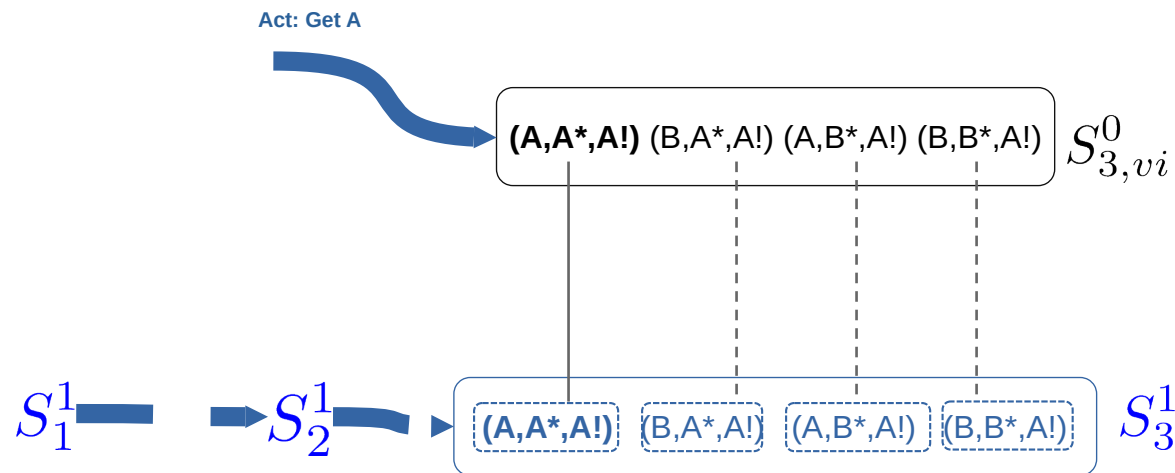 Act: Get A
(A,A*,A!) (B,A*,A!) (A,B*,A!) (B,B*,A!)
$S^0_{3,vi}$
$S^1_1$ $S^1_2$ (A,A*,A!) (B,A*,A!) (A,B*,A!) (B,B*,A!) $S^1_3$